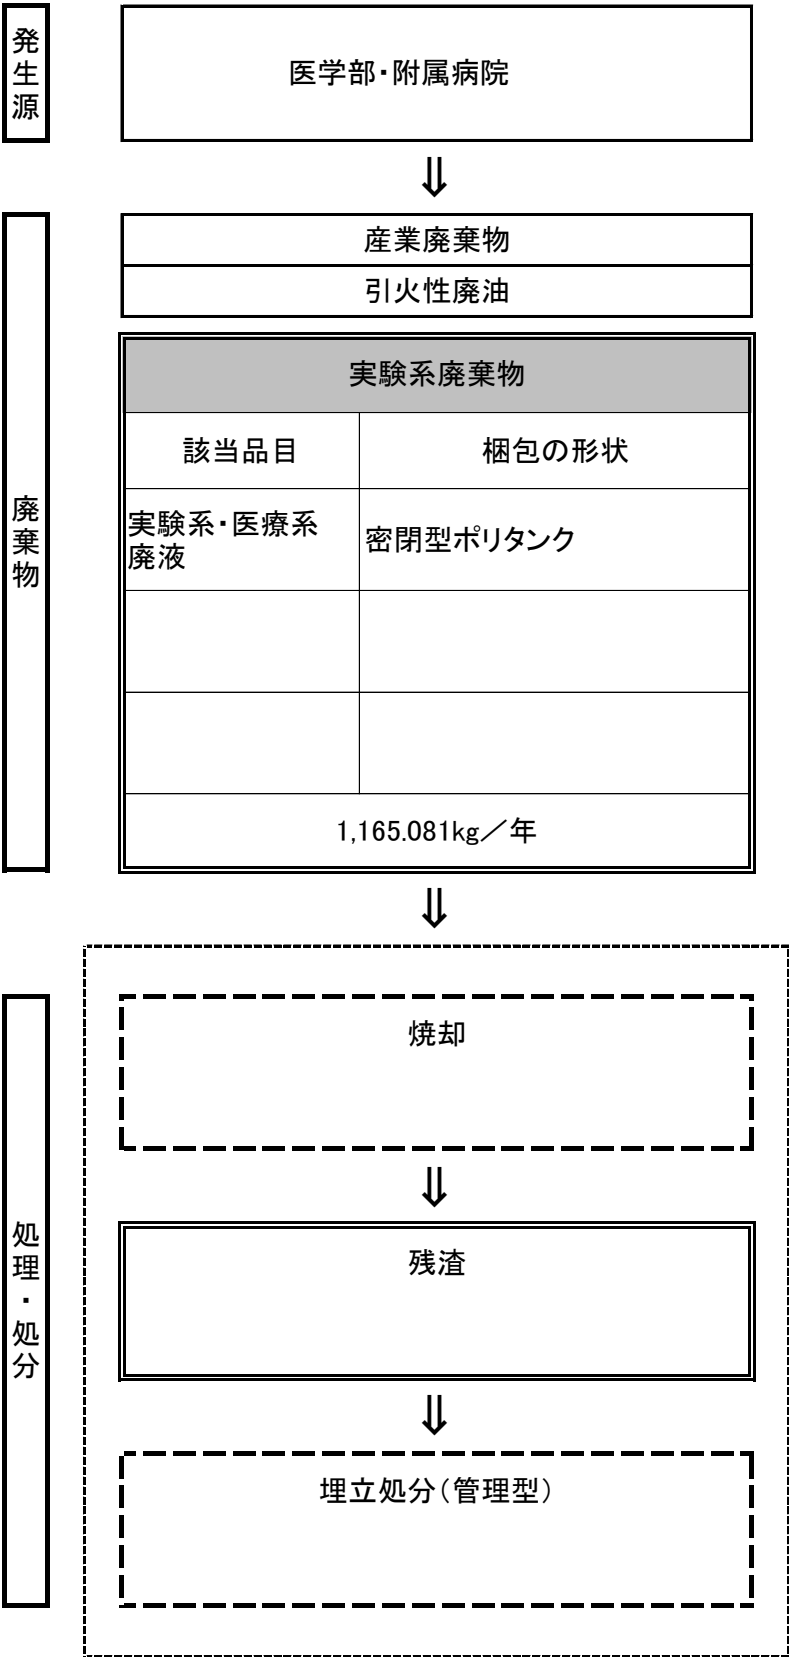 発生源
医学部・附属病院
⇓
廃棄物
産業廃棄物
引火性廃油
実験系廃棄物
該当品目
梱包の形状
実験系・医療系
廃液
密閉型ポリタンク
1,165.081kg／年
⇓
処理・処分
焼却
⇓
残渣
⇓
埋立処分（管理型）